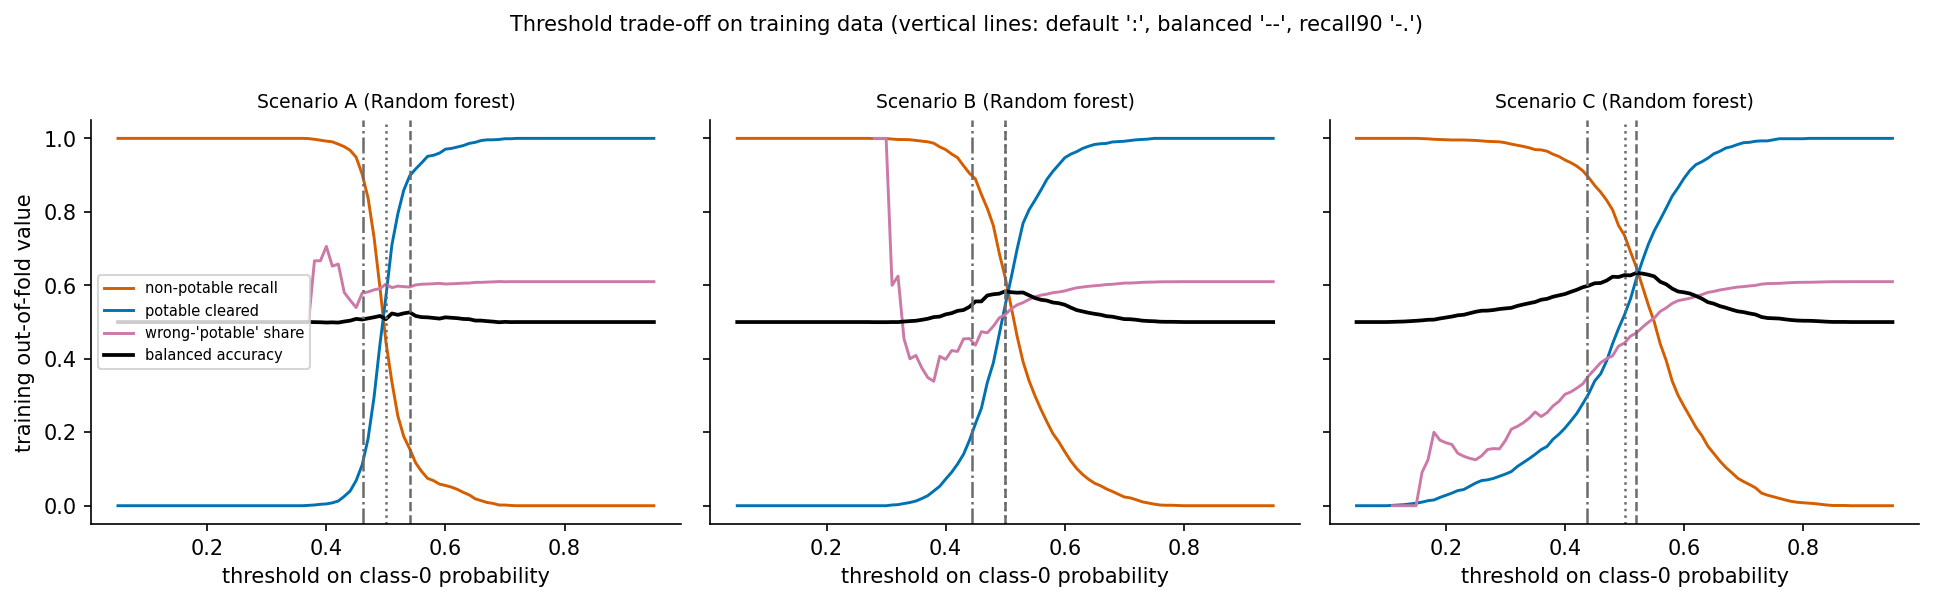 Threshold trade-off on training data (vertical lines: default ':', balanced '--', recall90 '-.')
Scenario A (Random forest)
Scenario B (Random forest)
Scenario C (Random forest)
training out-of-fold value
1.0
0.8
0.6
0.4
0.2
0.0
non-potable recall
potable cleared
wrong-'potable' share
balanced accuracy
0.2 0.4 0.6 0.8
0.2 0.4 0.6 0.8
0.2 0.4 0.6 0.8
threshold on class-0 probability
threshold on class-0 probability
threshold on class-0 probability